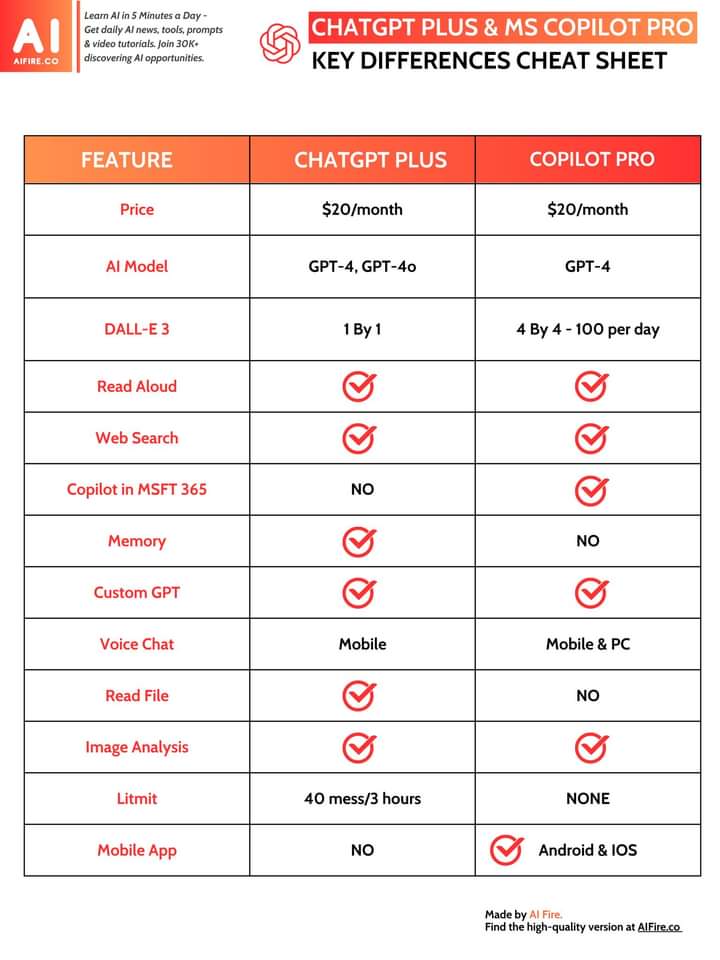 AI
AIFIRE.CO
Learn AI in 5 Minutes a Day -
Get daily AI news, tools, prompts
& video tutorials. Join 30K+
discovering AI opportunities.
CHATGPT PLUS & MS COPILOT PRO
KEY DIFFERENCES CHEAT SHEET
FEATURE CHATGPT PLUS COPILOT PRO
Price $20/month $20/month
AI Model GPT-4, GPT-4o GPT-4
DALL-E 3 1 By 1 4 By 4 - 100 per day
Read Aloud
Web Search
Copilot in MSFT 365 NO
Memory NO
Custom GPT
Voice Chat Mobile Mobile & PC
Read File NO
Image Analysis
Litmit 40 mess/3 hours NONE
Mobile App NO Android & IOS
Made by AI Fire.
Find the high-quality version at AIFire.co